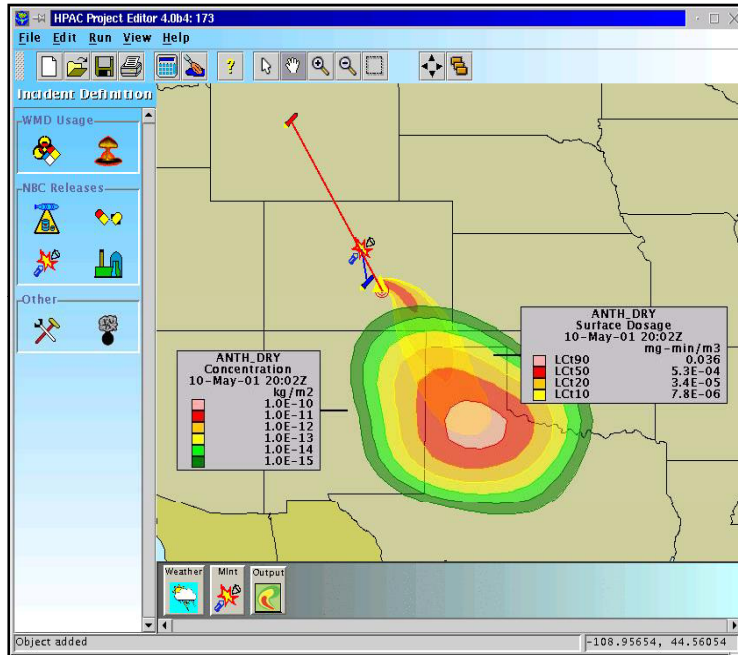 HPAC Project Editor 4.0b4: 173
File Edit Run View Help
Incident Definition
WMD Usage
NBC Releases
Other
ANTH_DRY
Surface Dosage
10-May-01 20:02Z
mg-min/m3
LCt90 0.036
LCt50 5.3E-04
LCt20 3.4E-05
LCt10 7.8E-06
ANTH_DRY
Concentration
10-May-01 20:02Z
kg/m2
1.0E-10
1.0E-11
1.0E-12
1.0E-13
1.0E-14
1.0E-15
Weather MInt Output
Object added -108.95654, 44.56054